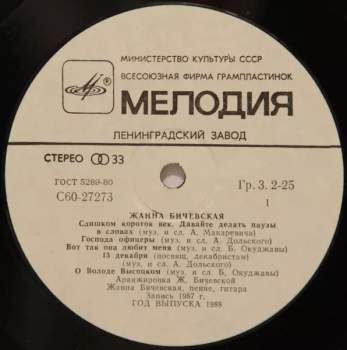 МИНИСТЕРСТВО КУЛЬТУРЫ СССР
ВСЕСОЮЗНАЯ ФИРМА ГРАМПЛАСТИНОК
МЕЛОДИЯ
ЛЕНИНГРАДСКИЙ ЗАВОД
СТЕРЕО 33
ГОСТ 5289-80
Гр. 3. 2-25
С60-27273
1
ЖАННА БИЧЕВСКАЯ
Слишком короток век. Давайте делать паузы
в словах (муз. и сл. А. Макаревича)
Господа офицеры (муз. и сл. А. Дольского)
Вот так она любит меня (муз. и сл. Б. Окуджавы)
15 декабря (посвящ. декабристам)
(муз. и сл. А. Дольского)
О Володе Высоцком (муз. и сл. Б. Окуджавы)
Аранжировка Ж. Бичевской
Жанна Бичевская, пение, гитара
Запись 1987 г.
ГОД ВЫПУСКА 1988